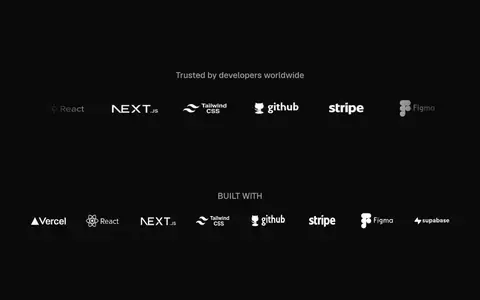 Trusted by developers worldwide
React NEXT.JS Tailwind CSS github stripe Figma
BUILT WITH
Vercel React NEXT.JS Tailwind CSS github stripe Figma supabase